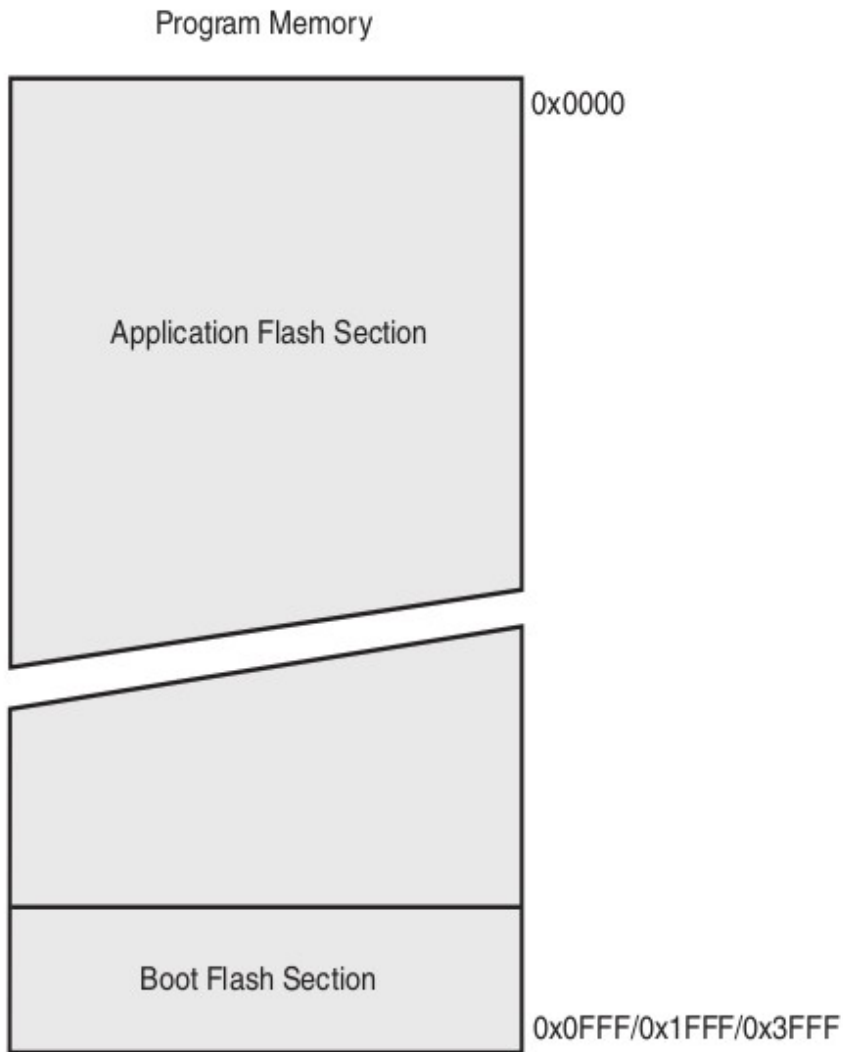 Program Memory
0x0000
Application Flash Section
Boot Flash Section
0x0FFF/0x1FFF/0x3FFF